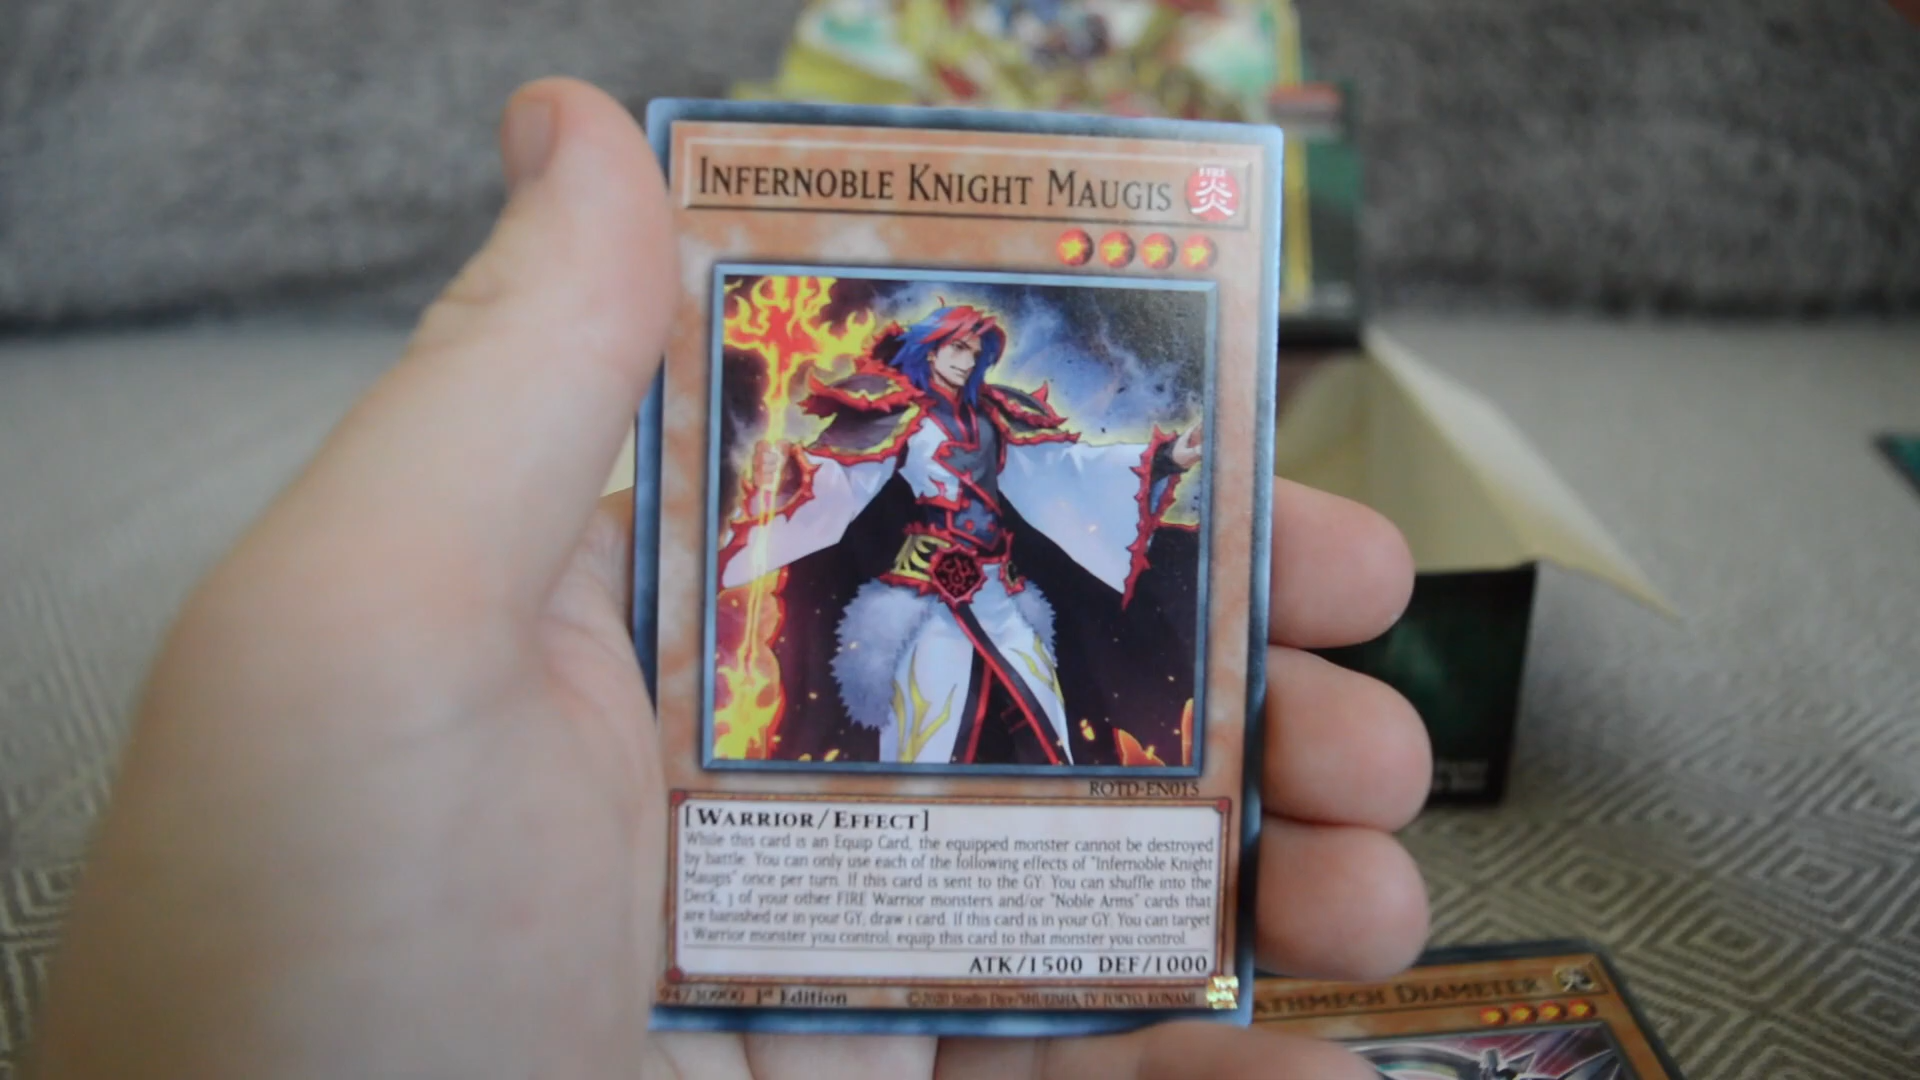 INFERNOBLE KNIGHT MAUGIS
FIRE
炎
ROTD-EN015
[WARRIOR/EFFECT]
While this card is an Equip Card, the equipped monster cannot be destroyed
by battle. You can only use each of the following effects of "Infernoble Knight
Maugis" once per turn. If this card is sent to the GY: You can shuffle into the
Deck, 3 of your other FIRE Warrior monsters and/or "Noble Arms" cards that
are banished or in your GY; draw 1 card. If this card is in your GY: You can target
1 Warrior monster you control; equip this card to that monster you control.
ATK/1500 DEF/1000
1st Edition
©2020 Studio Dice/SHUEISHA, TV TOKYO, KONAMI
ATHMECH DIAMETER